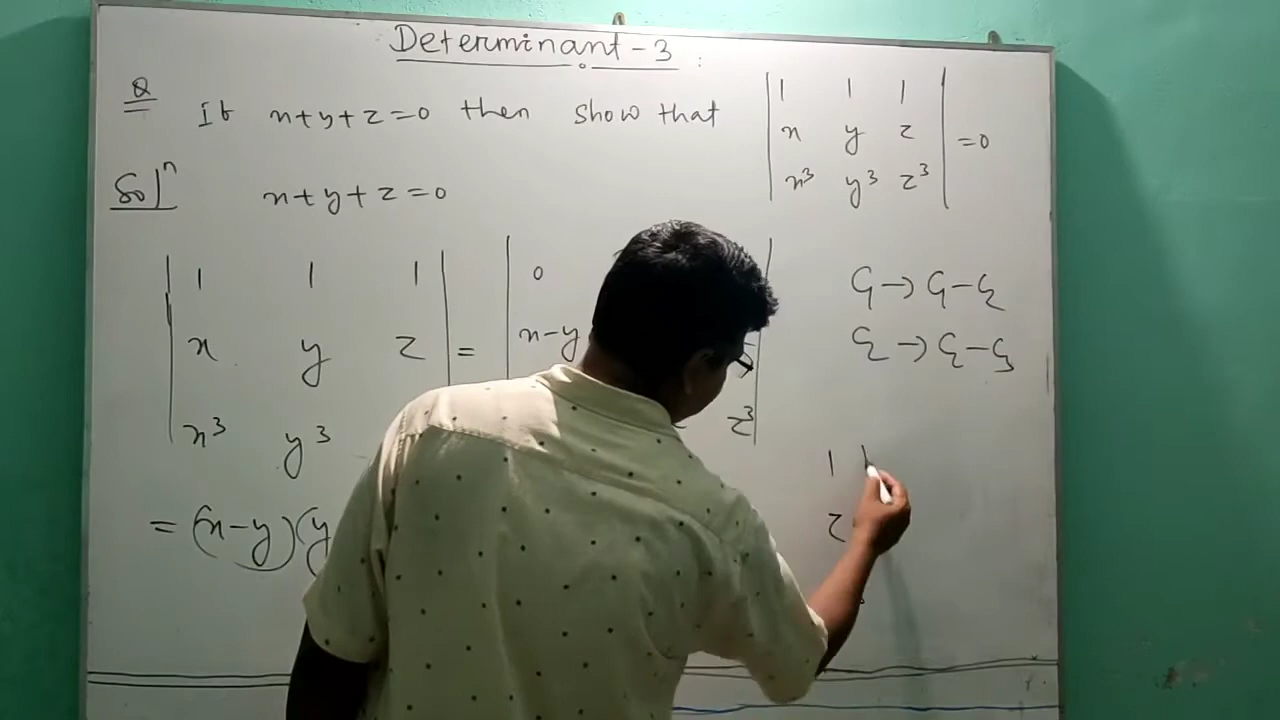 Determinant - 3 :
Q If x+y+z=0 then show that | 1 1 1 |
| x y z | =0
| x³ y³ z³ |
Solⁿ x+y+z=0
| 1 1 1 | = | 0
| x y z | = | x-y
| x³ y³ z³ |
C₁ → C₁-C₂
C₂ → C₂-C₃
= (x-y)(y
1
z